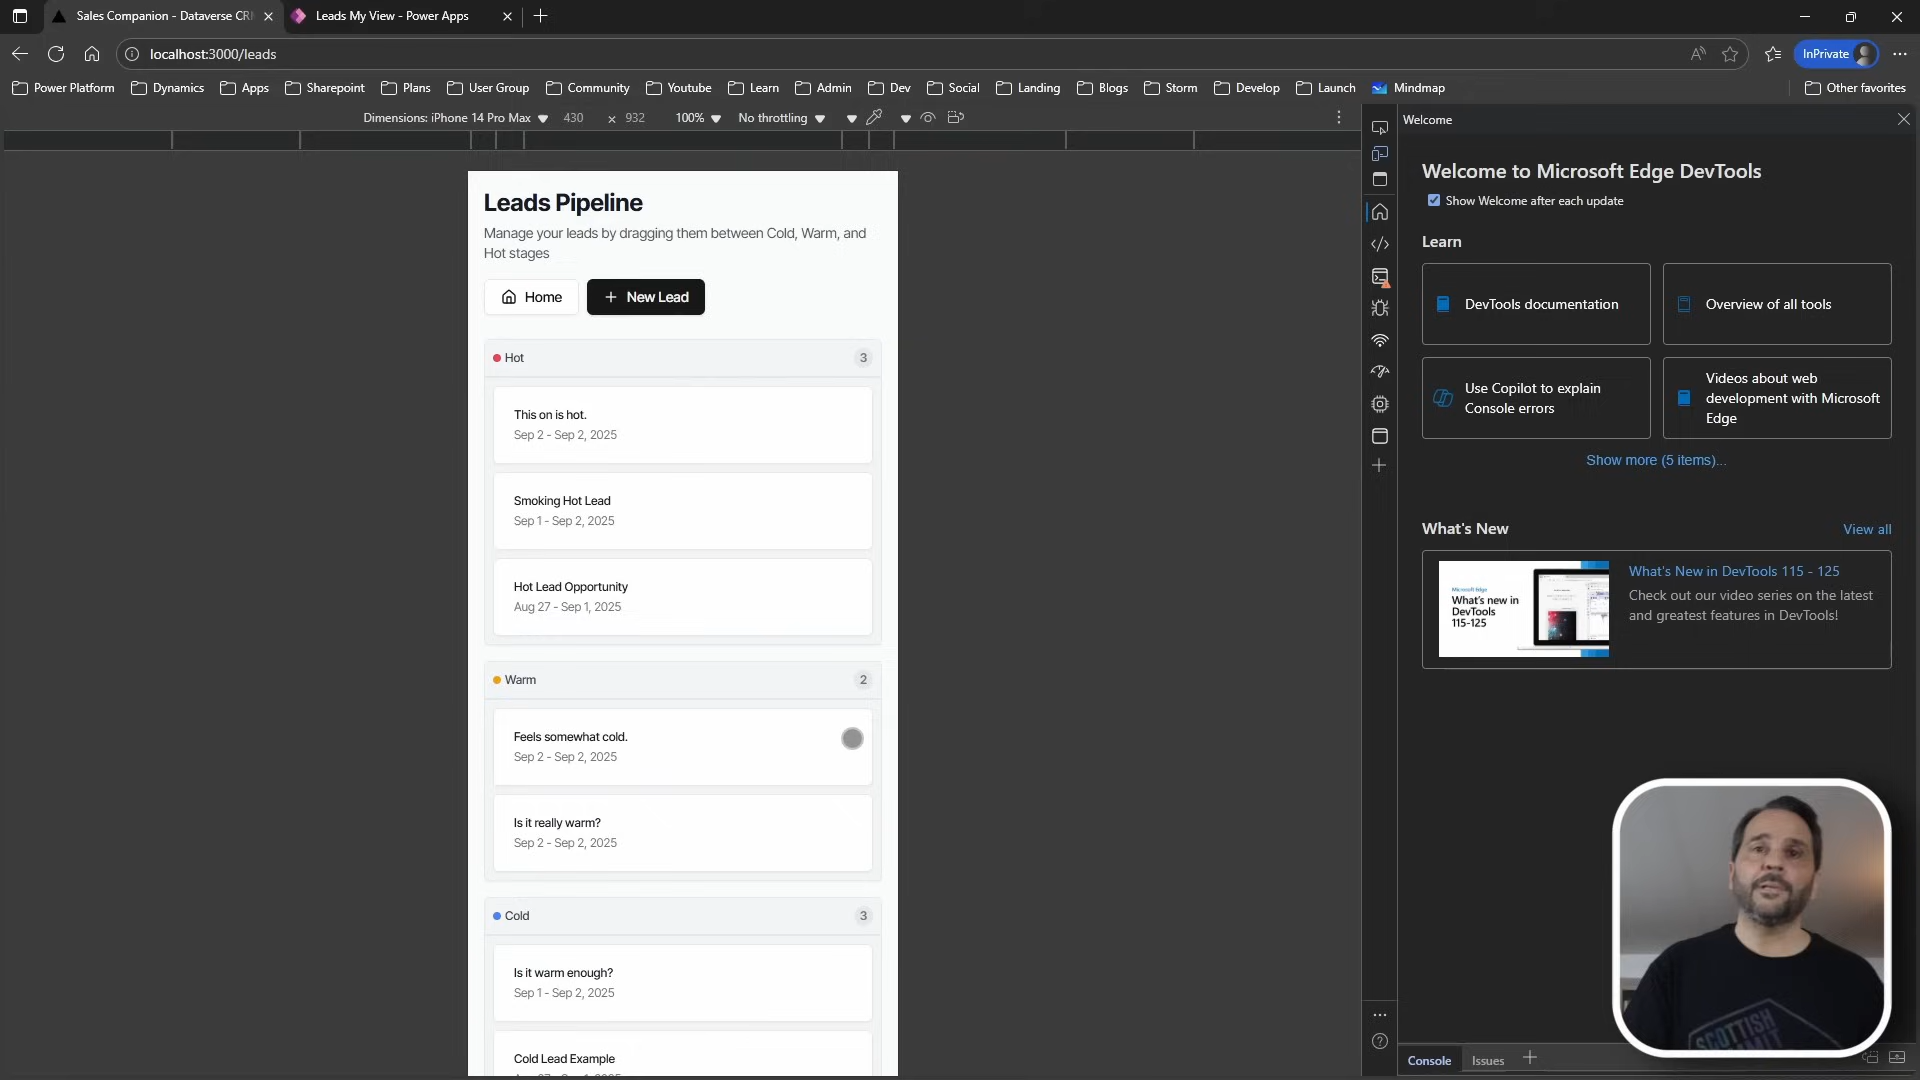 Sales Companion - Dataverse CRM
Leads My View - Power Apps
localhost:3000/leads
InPrivate
Power Platform
Dynamics
Apps
Sharepoint
Plans
User Group
Community
Youtube
Learn
Admin
Dev
Social
Landing
Blogs
Storm
Develop
Launch
Mindmap
Other favorites
Dimensions: iPhone 14 Pro Max 430 × 932 100% No throttling
Leads Pipeline
Manage your leads by dragging them between Cold, Warm, and
Hot stages
Home
New Lead
Hot 3
This on is hot.
Sep 2 - Sep 2, 2025
Smoking Hot Lead
Sep 1 - Sep 2, 2025
Hot Lead Opportunity
Aug 27 - Sep 1, 2025
Warm 2
Feels somewhat cold.
Sep 2 - Sep 2, 2025
Is it really warm?
Sep 2 - Sep 2, 2025
Cold 3
Is it warm enough?
Sep 1 - Sep 2, 2025
Cold Lead Example
Welcome
Welcome to Microsoft Edge DevTools
Show Welcome after each update
Learn
DevTools documentation
Overview of all tools
Use Copilot to explain
Console errors
Videos about web
development with Microsoft
Edge
Show more (5 items)...
What's New
View all
Microsoft Edge
What's new in
DevTools
115-125
What's New in DevTools 115 - 125
Check out our video series on the latest
and greatest features in DevTools!
SCOTTISH
Console
Issues